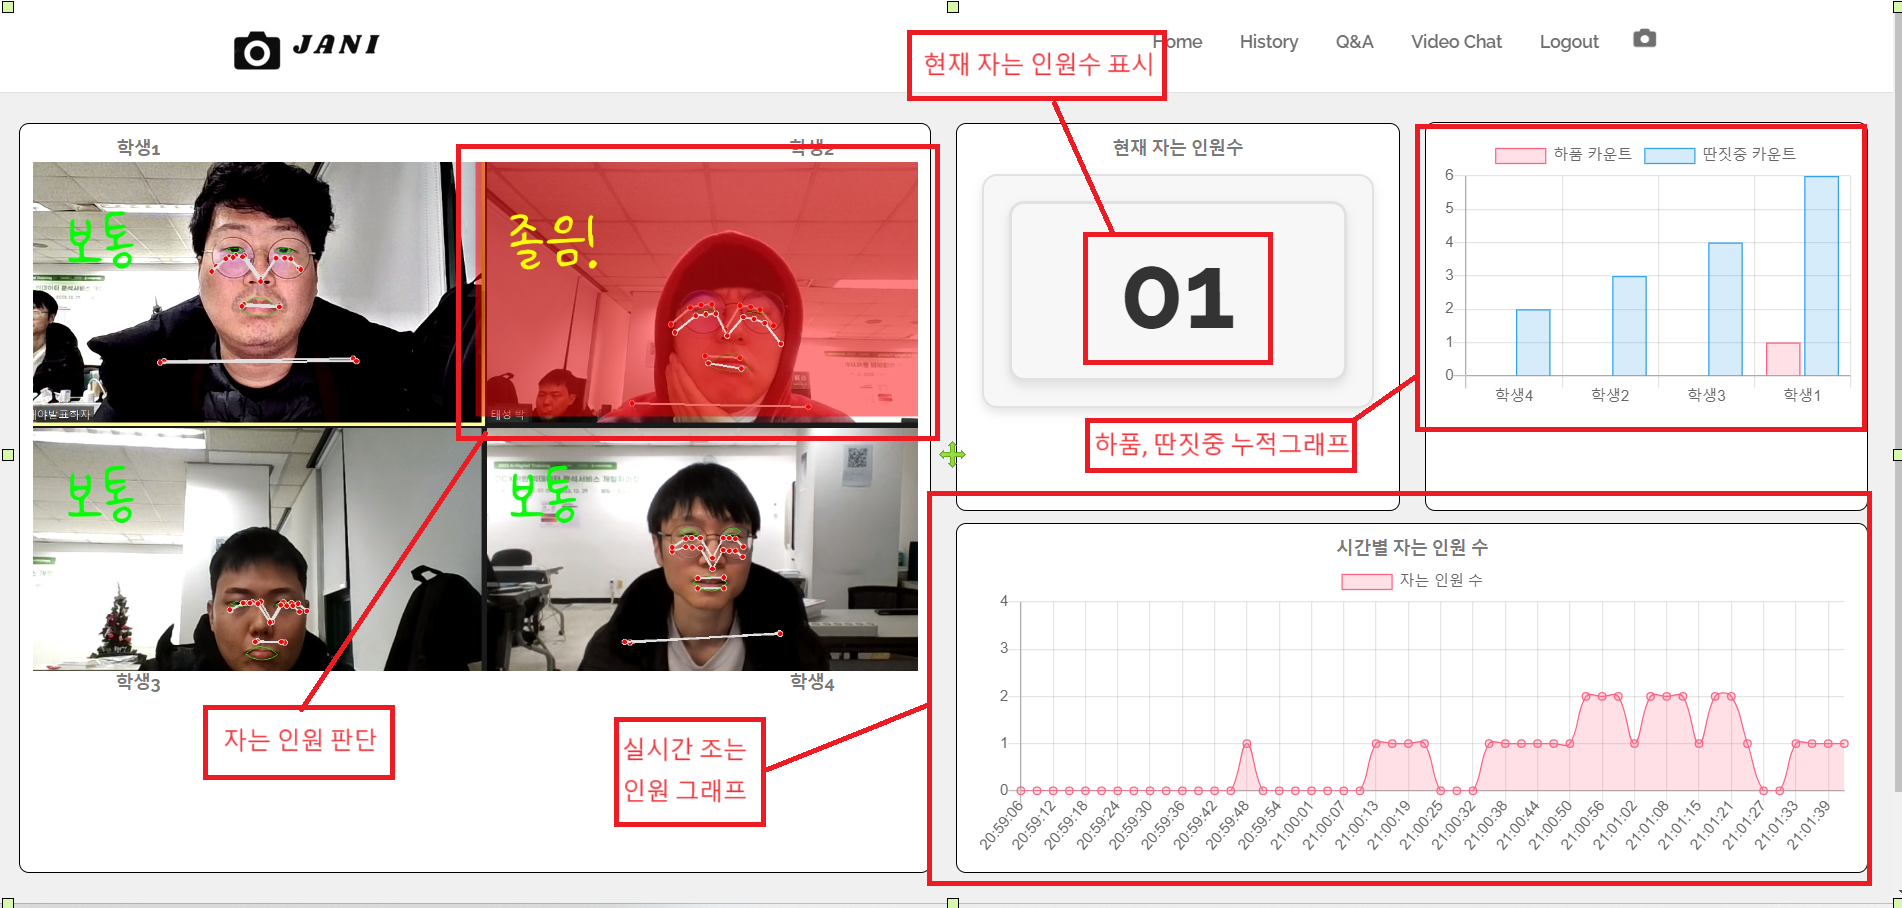 JANI
Home
History
Q&A
Video Chat
Logout
현재 자는 인원수 표시
학생1
학생2
보통
졸음!
태성 박
보통
보통
학생3
학생4
자는 인원 판단
실시간 조는
인원 그래프
현재 자는 인원수
01
하품, 딴짓중 누적그래프
하품 카운트
딴짓중 카운트
6
5
4
3
2
1
0
학생4
학생2
학생3
학생1
시간별 자는 인원 수
자는 인원 수
4
3
2
1
0
20:59:06
20:59:12
20:59:18
20:59:24
20:59:30
20:59:36
20:59:42
20:59:48
20:59:54
21:00:01
21:00:07
21:00:13
21:00:19
21:00:25
21:00:32
21:00:38
21:00:44
21:00:50
21:00:56
21:01:02
21:01:08
21:01:15
21:01:21
21:01:27
21:01:33
21:01:39